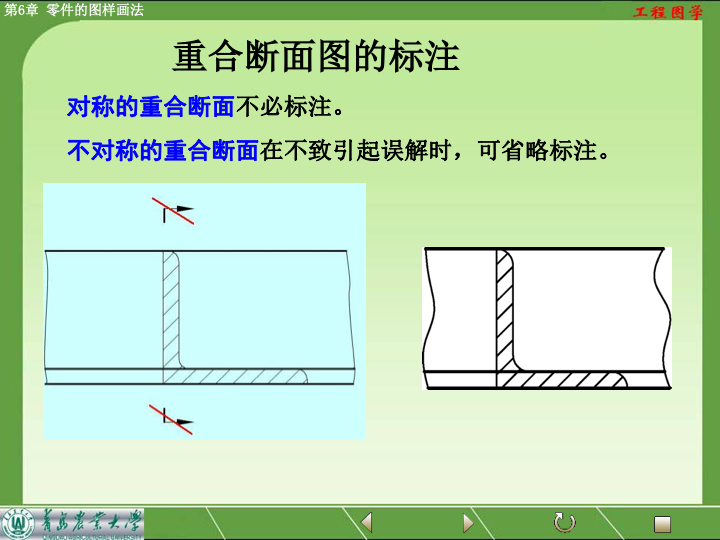 第6章 零件的图样画法
工程图学
重合断面图的标注
对称的重合断面不必标注。
不对称的重合断面在不致引起误解时，可省略标注。
青岛农业大学